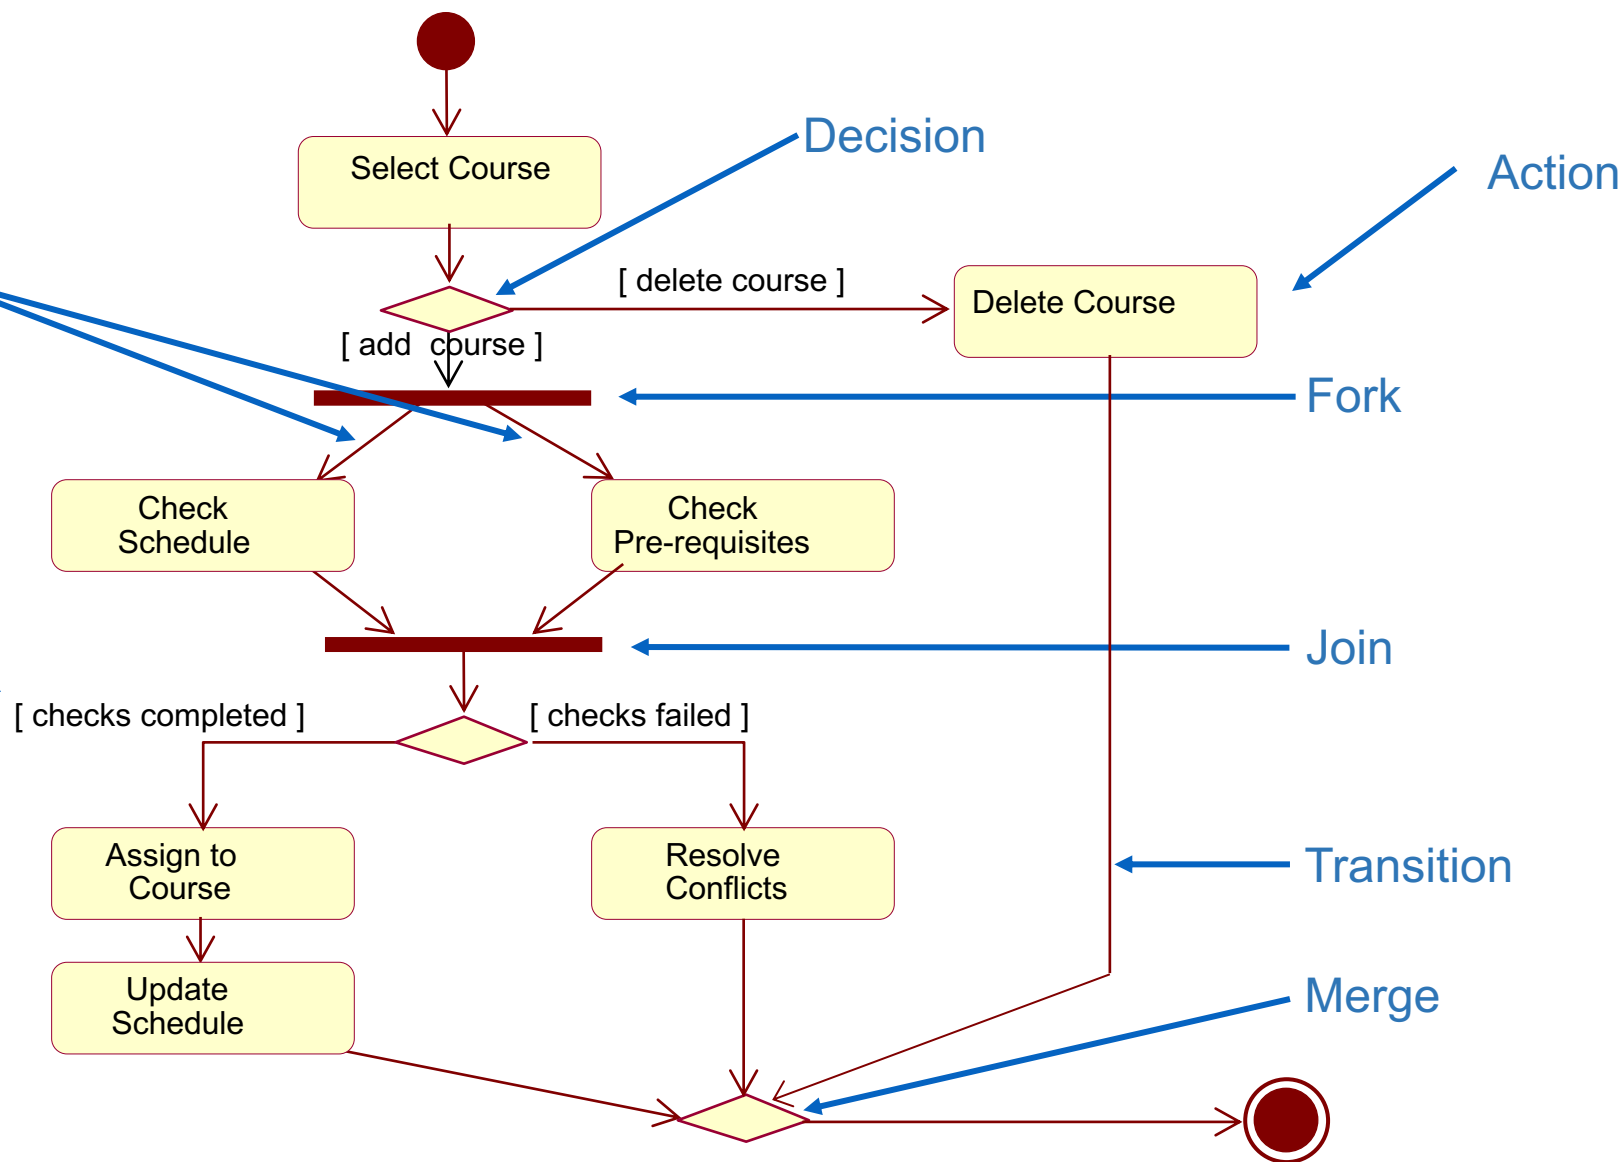 Decision
Action
Select Course
[ delete course ]
Delete Course
[ add  course ]
Fork
Check
Schedule
Check
Pre-requisites
Join
[ checks completed ]
[ checks failed ]
Assign to
Course
Resolve
Conflicts
Transition
Update
Schedule
Merge